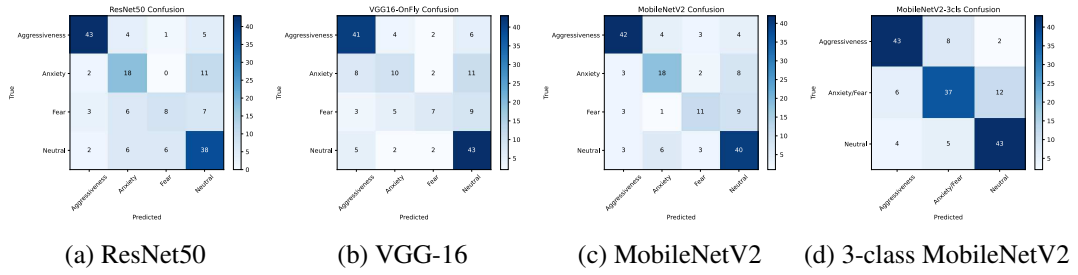 ResNet50 Confusion
Aggressiveness 43 4 1 5
Anxiety 2 18 0 11
Fear 3 6 8 7
Neutral 2 6 6 38
True
Aggressiveness Anxiety Fear Neutral
Predicted
40 35 30 25 20 15 10 5 0
(a) ResNet50
VGG16-OnFly Confusion
Aggressiveness 41 4 2 6
Anxiety 8 10 2 11
Fear 3 5 7 9
Neutral 5 2 2 43
True
Aggressiveness Anxiety Fear Neutral
Predicted
40 35 30 25 20 15 10 5
(b) VGG-16
MobileNetV2 Confusion
Aggressiveness 42 4 3 4
Anxiety 3 18 2 8
Fear 3 1 11 9
Neutral 3 6 3 40
True
Aggressiveness Anxiety Fear Neutral
Predicted
40 35 30 25 20 15 10 5
(c) MobileNetV2
MobileNetV2-3cls Confusion
Aggressiveness 43 8 2
Anxiety/Fear 6 37 12
Neutral 4 5 43
True
Aggressiveness Anxiety/Fear Neutral
Predicted
40 35 30 25 20 15 10 5
(d) 3-class MobileNetV2